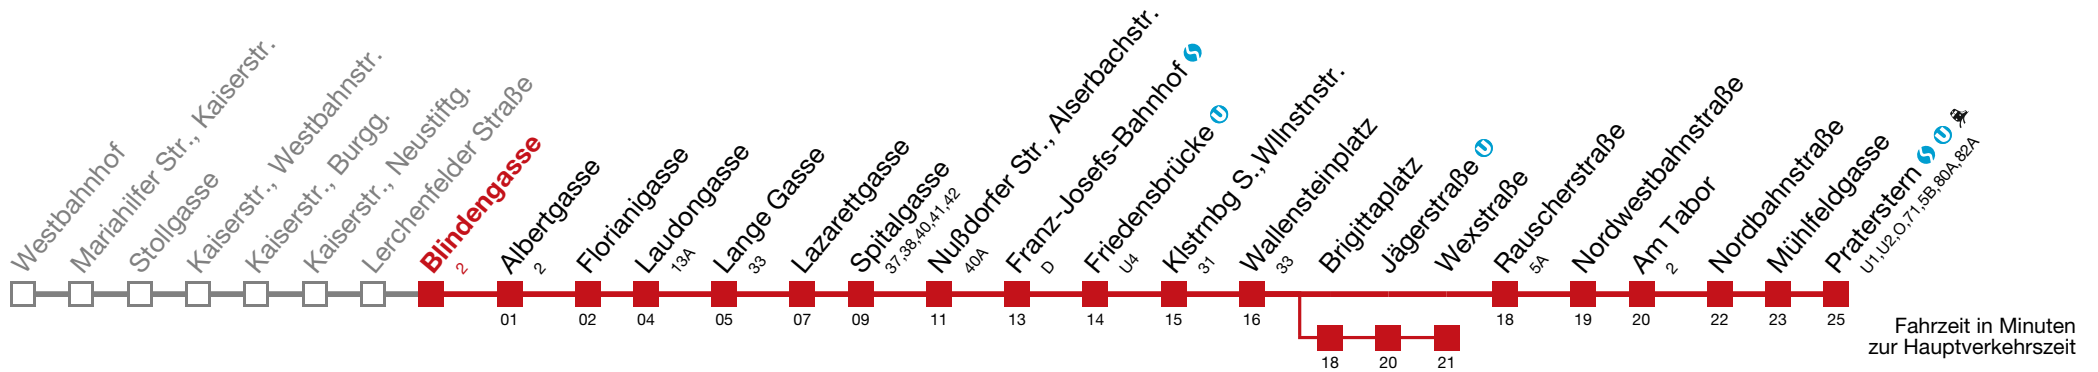 Westbahnhof
Mariahilfer Str., Kaiserstr.
Stollgasse
Kaiserstr., Westbahnstr.
Kaiserstr., Burgg.
Kaiserstr., Neustiftg.
Lerchenfelder Straße
Blindengasse
2
Albertgasse
2
Florianigasse
Laudongasse
13A
Lange Gasse
33
Lazarettgasse
Spitalgasse
37,38,40,41,42
Nußdorfer Str., Alserbachstr.
40A
Franz-Josefs-Bahnhof S
D
Friedensbrücke U
U4
Klstrnbg S., Wllnstnstr.
31
Wallensteinplatz
33
Brigittaplatz
Jägerstraße U
Wexstraße
Rauscherstraße
5A
Nordwestbahnstraße
Am Tabor
2
Nordbahnstraße
Mühlfeldgasse
Praterstern S U
U1,U2,O,71,5B,80A,82A
01 02 04 05 07 09 11 13 14 15 16 18 19 20 22 23 25
18 20 21
Fahrzeit in Minuten
zur Hauptverkehrszeit